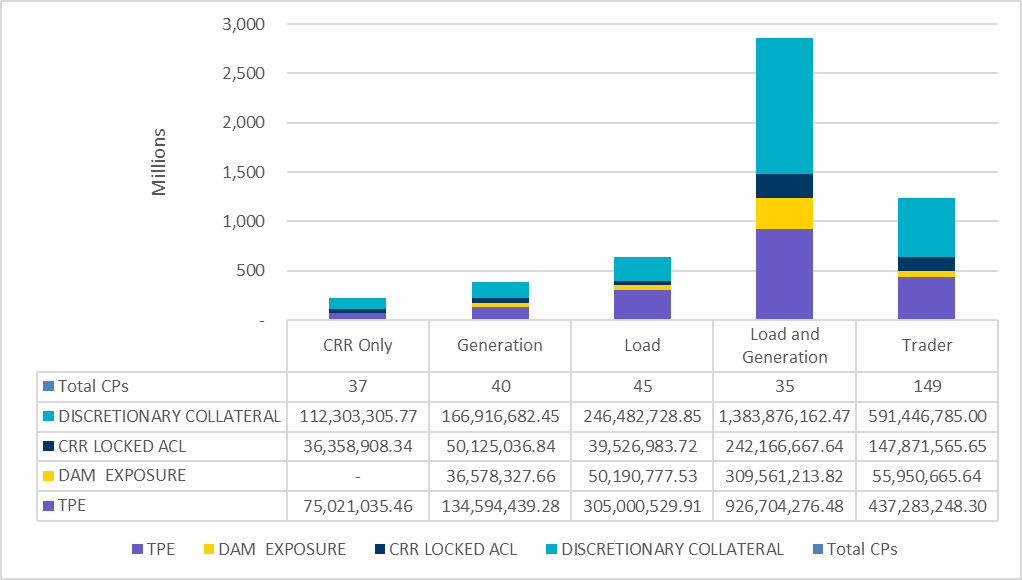 3,000
2,500
2,000
1,500
1,000
500
-
Millions
CRR Only Generation Load Load and Generation Trader
Total CPs 37 40 45 35 149
DISCRETIONARY COLLATERAL 112,303,305.77 166,916,682.45 246,482,728.85 1,383,876,162.47 591,446,785.00
CRR LOCKED ACL 36,358,908.34 50,125,036.84 39,526,983.72 242,166,667.64 147,871,565.65
DAM EXPOSURE - 36,578,327.66 50,190,777.53 309,561,213.82 55,950,665.64
TPE 75,021,035.46 134,594,439.28 305,000,529.91 926,704,276.48 437,283,248.30
TPE DAM EXPOSURE CRR LOCKED ACL DISCRETIONARY COLLATERAL Total CPs